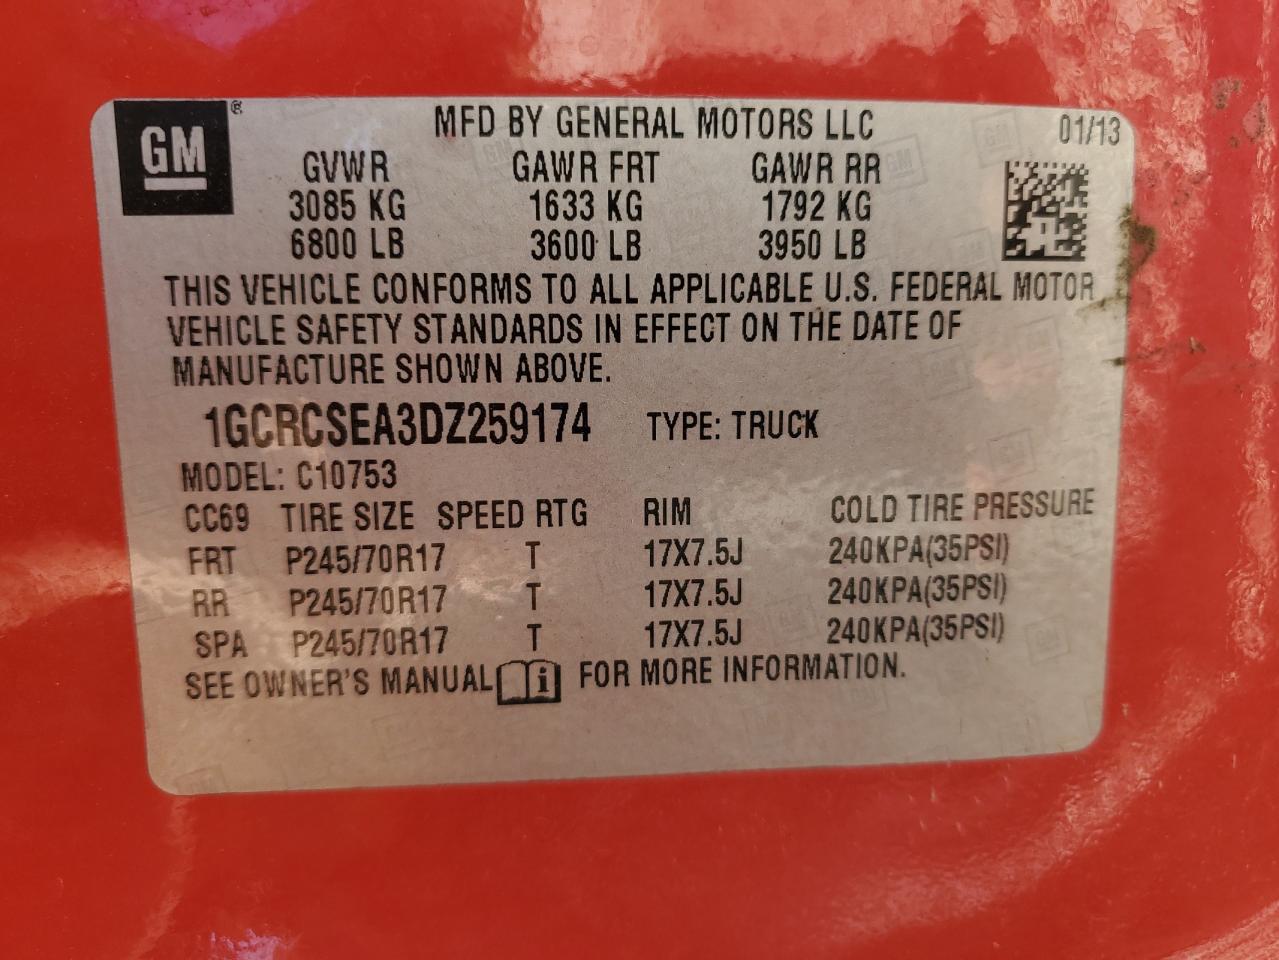 GM ®
MFD BY GENERAL MOTORS LLC 01/13
GVWR GAWR FRT GAWR RR
3085 KG 1633 KG 1792 KG
6800 LB 3600 LB 3950 LB
THIS VEHICLE CONFORMS TO ALL APPLICABLE U.S. FEDERAL MOTOR
VEHICLE SAFETY STANDARDS IN EFFECT ON THE DATE OF
MANUFACTURE SHOWN ABOVE.
1GCRCSEA3DZ259174 TYPE: TRUCK
MODEL: C10753
CC69 TIRE SIZE SPEED RTG RIM COLD TIRE PRESSURE
FRT P245/70R17 T 17X7.5J 240KPA(35PSI)
RR P245/70R17 T 17X7.5J 240KPA(35PSI)
SPA P245/70R17 T 17X7.5J 240KPA(35PSI)
SEE OWNER'S MANUAL i FOR MORE INFORMATION.